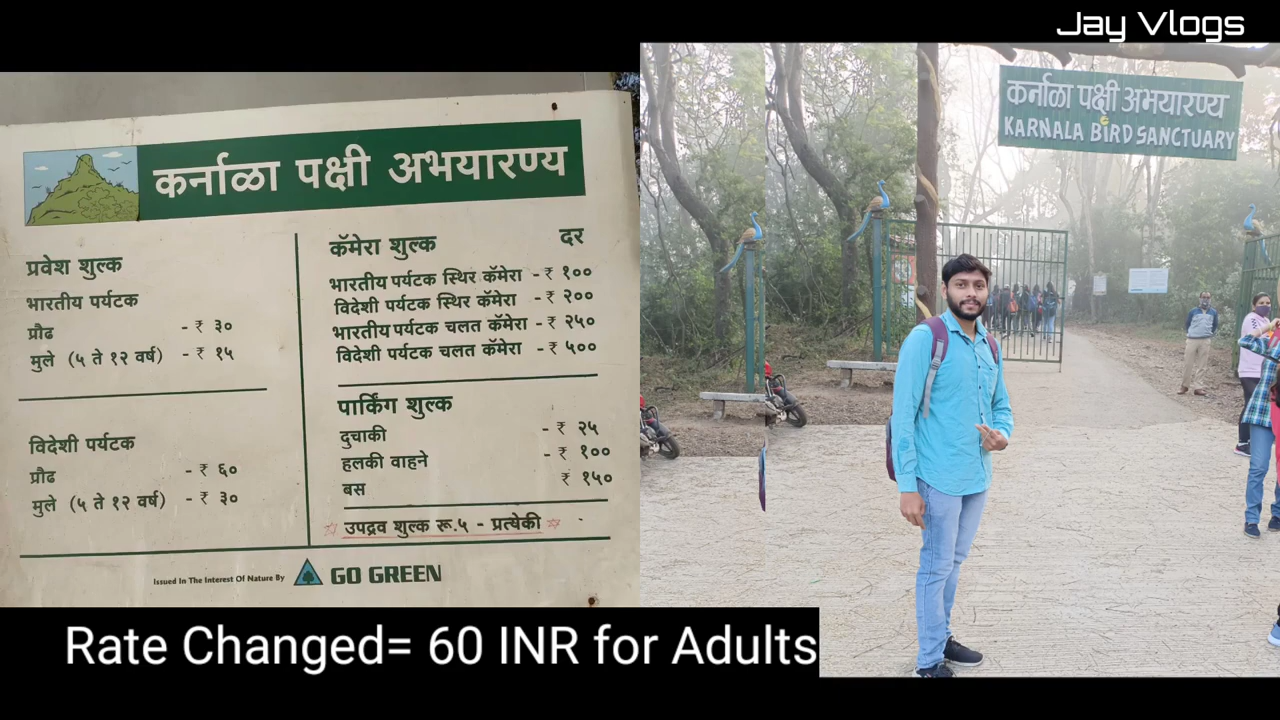 Jay Vlogs
कर्नाळा पक्षी अभयारण्य
प्रवेश शुल्क
भारतीय पर्यटक
प्रौढ - ₹ ३०
मुले (५ ते १२ वर्ष) - ₹ १५
विदेशी पर्यटक
प्रौढ - ₹ ६०
मुले (५ ते १२ वर्ष) - ₹ ३०
कॅमेरा शुल्क दर
भारतीय पर्यटक स्थिर कॅमेरा - ₹ १००
विदेशी पर्यटक स्थिर कॅमेरा - ₹ २००
भारतीय पर्यटक चलत कॅमेरा - ₹ २५०
विदेशी पर्यटक चलत कॅमेरा - ₹ ५००
पार्किंग शुल्क
दुचाकी - ₹ २५
हलकी वाहने - ₹ १००
बस ₹ १५०
उपद्रव शुल्क रू.५ - प्रत्येकी
Issued In The Interest Of Nature By GO GREEN
Rate Changed= 60 INR for Adults
कर्नाळा पक्षी अभयारण्य
KARNALA BIRD SANCTUARY